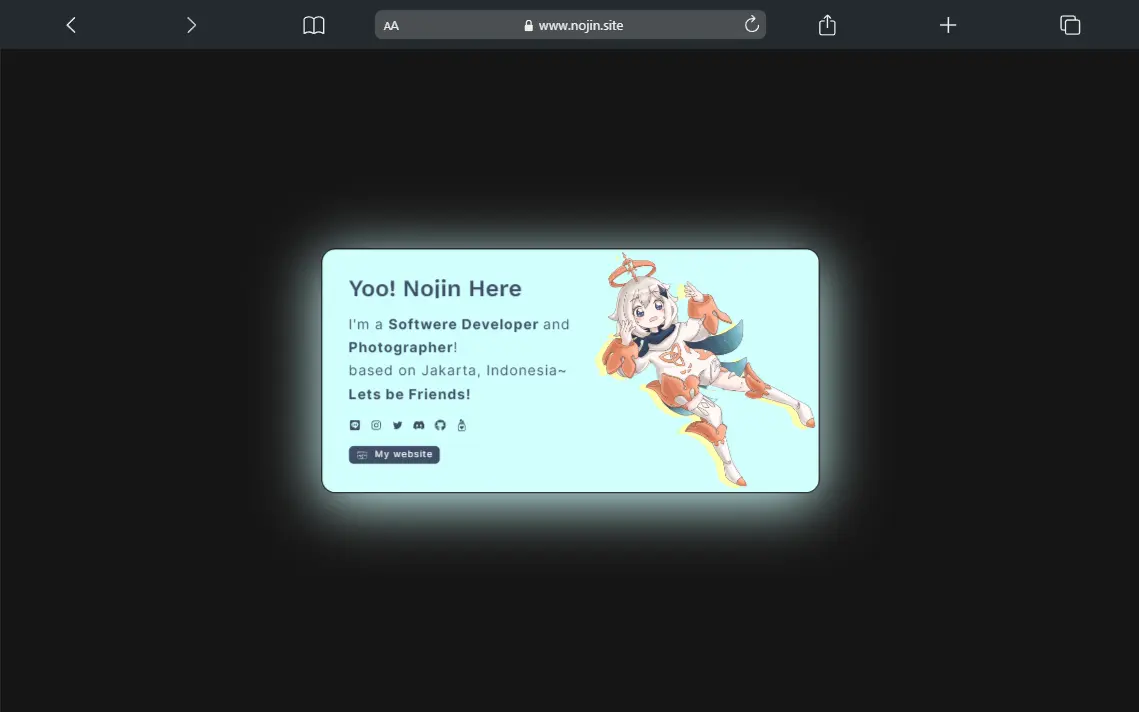 AA
www.nojin.site
Yoo! Nojin Here
I'm a Softwere Developer and
Photographer!
based on Jakarta, Indonesia~
Lets be Friends!
My website